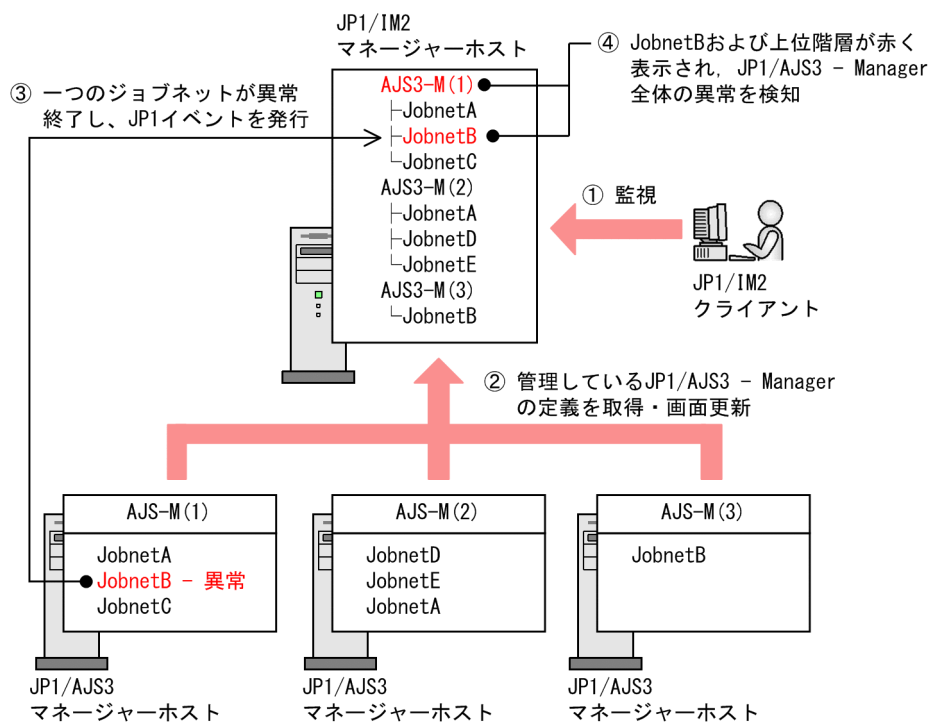 JP1/IM2
マネージャーホスト
④ JobnetBおよび上位階層が赤く
表示され，JP1/AJS3 - Manager
全体の異常を検知
③ 一つのジョブネットが異常
終了し、JP1イベントを発行
AJS3-M(1)
├JobnetA
├JobnetB
└JobnetC
AJS3-M(2)
├JobnetA
├JobnetD
└JobnetE
AJS3-M(3)
└JobnetB
① 監視
JP1/IM2
クライアント
② 管理しているJP1/AJS3 - Manager
の定義を取得・画面更新
AJS-M(1)
JobnetA
JobnetB - 異常
JobnetC
JP1/AJS3
マネージャーホスト
AJS-M(2)
JobnetD
JobnetE
JobnetA
JP1/AJS3
マネージャーホスト
AJS-M(3)
JobnetB
JP1/AJS3
マネージャーホスト